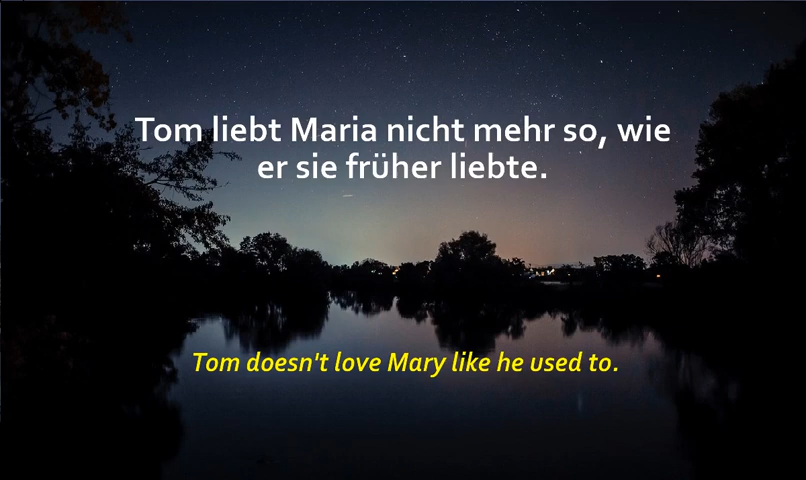 Tom liebt Maria nicht mehr so, wie
er sie früher liebte.
Tom doesn't love Mary like he used to.